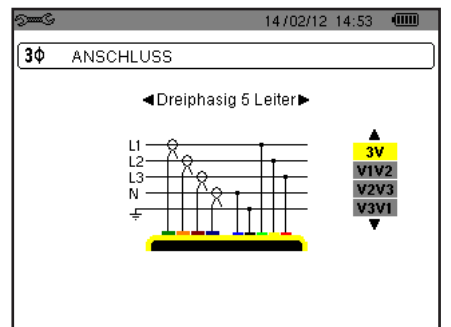 14/02/12 14:53
3Φ ANSCHLUSS
◄Dreiphasig 5 Leiter►
L1
L2
L3
N
3V
V1V2
V2V3
V3V1